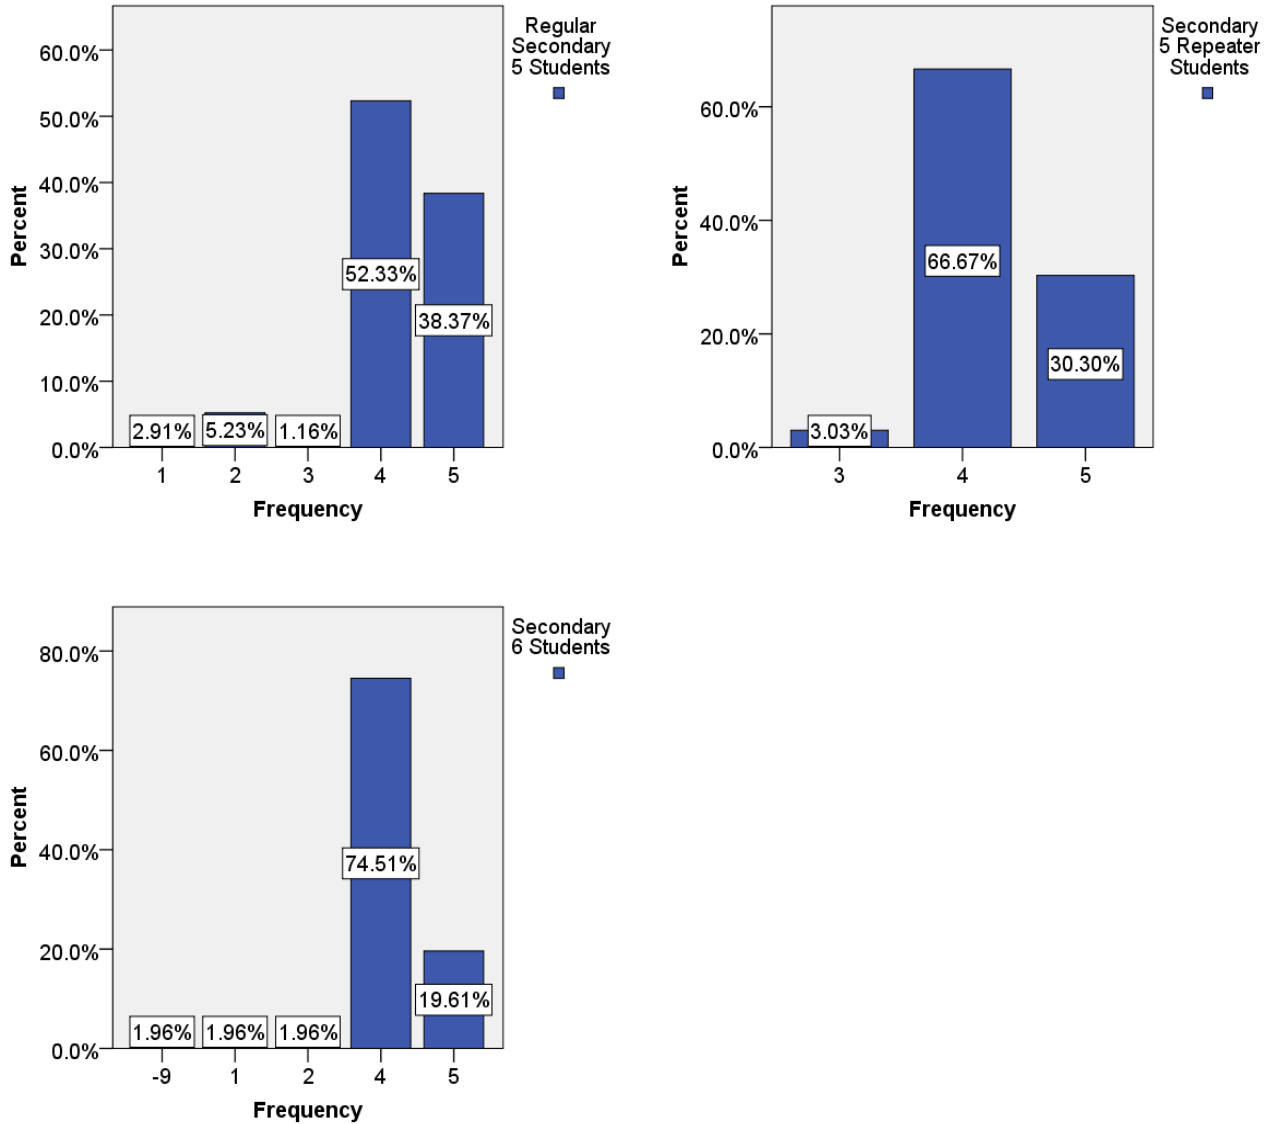 Regular
Secondary
5 Students
Percent
60.0%
50.0%
40.0%
30.0%
20.0%
10.0%
0.0%
2.91%
5.23%
1.16%
52.33%
38.37%
1 2 3 4 5
Frequency
Secondary
5 Repeater
Students
Percent
60.0%
40.0%
20.0%
0.0%
3.03%
66.67%
30.30%
3 4 5
Frequency
Secondary
6 Students
Percent
80.0%
60.0%
40.0%
20.0%
0.0%
1.96%
1.96%
1.96%
74.51%
19.61%
-9 1 2 4 5
Frequency